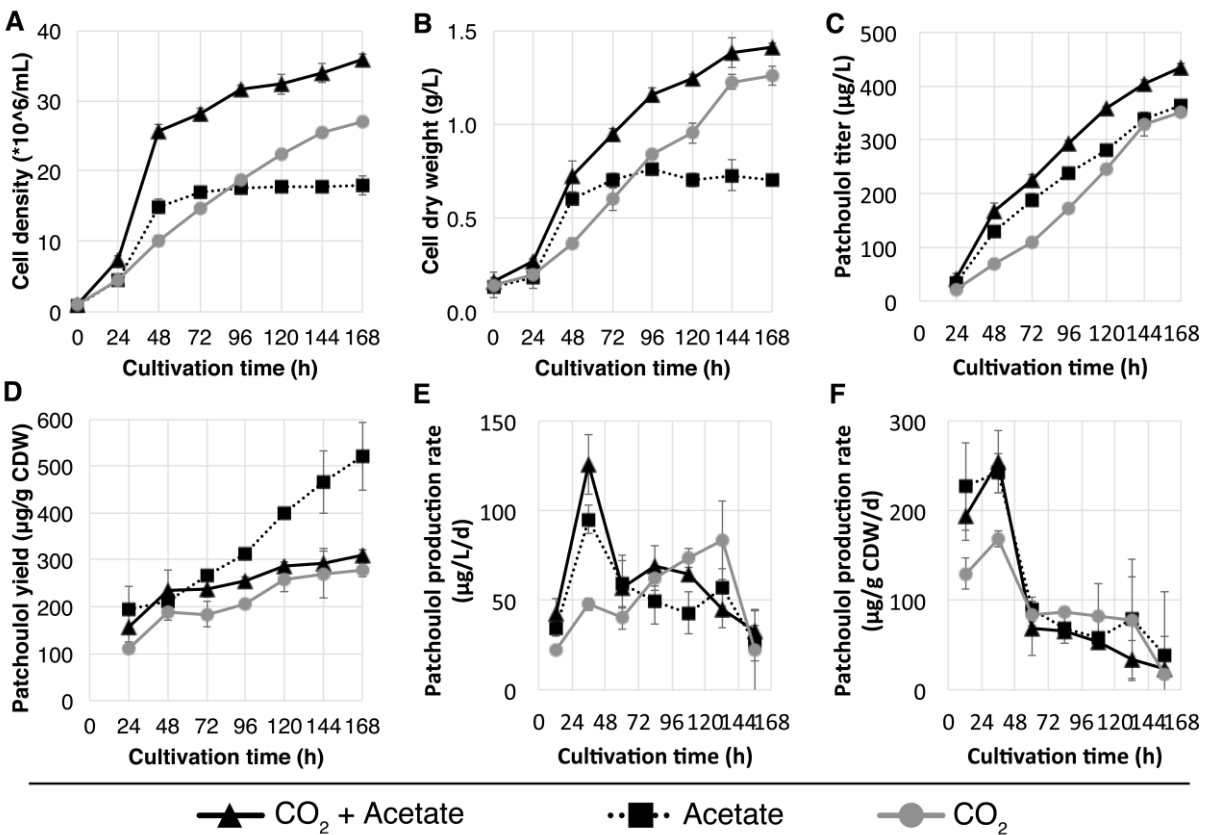 A
Cell density (*10^6/mL)
40
30
20
10
0
0 24 48 72 96 120 144 168
Cultivation time (h)
B
Cell dry weight (g/L)
1.5
1.0
0.5
0.0
0 24 48 72 96 120 144 168
Cultivation time (h)
C
Patchoulol titer (µg/L)
500
400
300
200
100
0
0 24 48 72 96 120 144 168
Cultivation time (h)
D
Patchoulol yield (µg/g CDW)
600
500
400
300
200
100
0
0 24 48 72 96 120 144 168
Cultivation time (h)
E
Patchoulol production rate
(µg/L/d)
150
100
50
0
0 24 48 72 96 120 144 168
Cultivation time (h)
F
Patchoulol production rate
(µg/g CDW/d)
300
200
100
0
0 24 48 72 96 120 144 168
Cultivation time (h)
CO₂ + Acetate Acetate CO₂